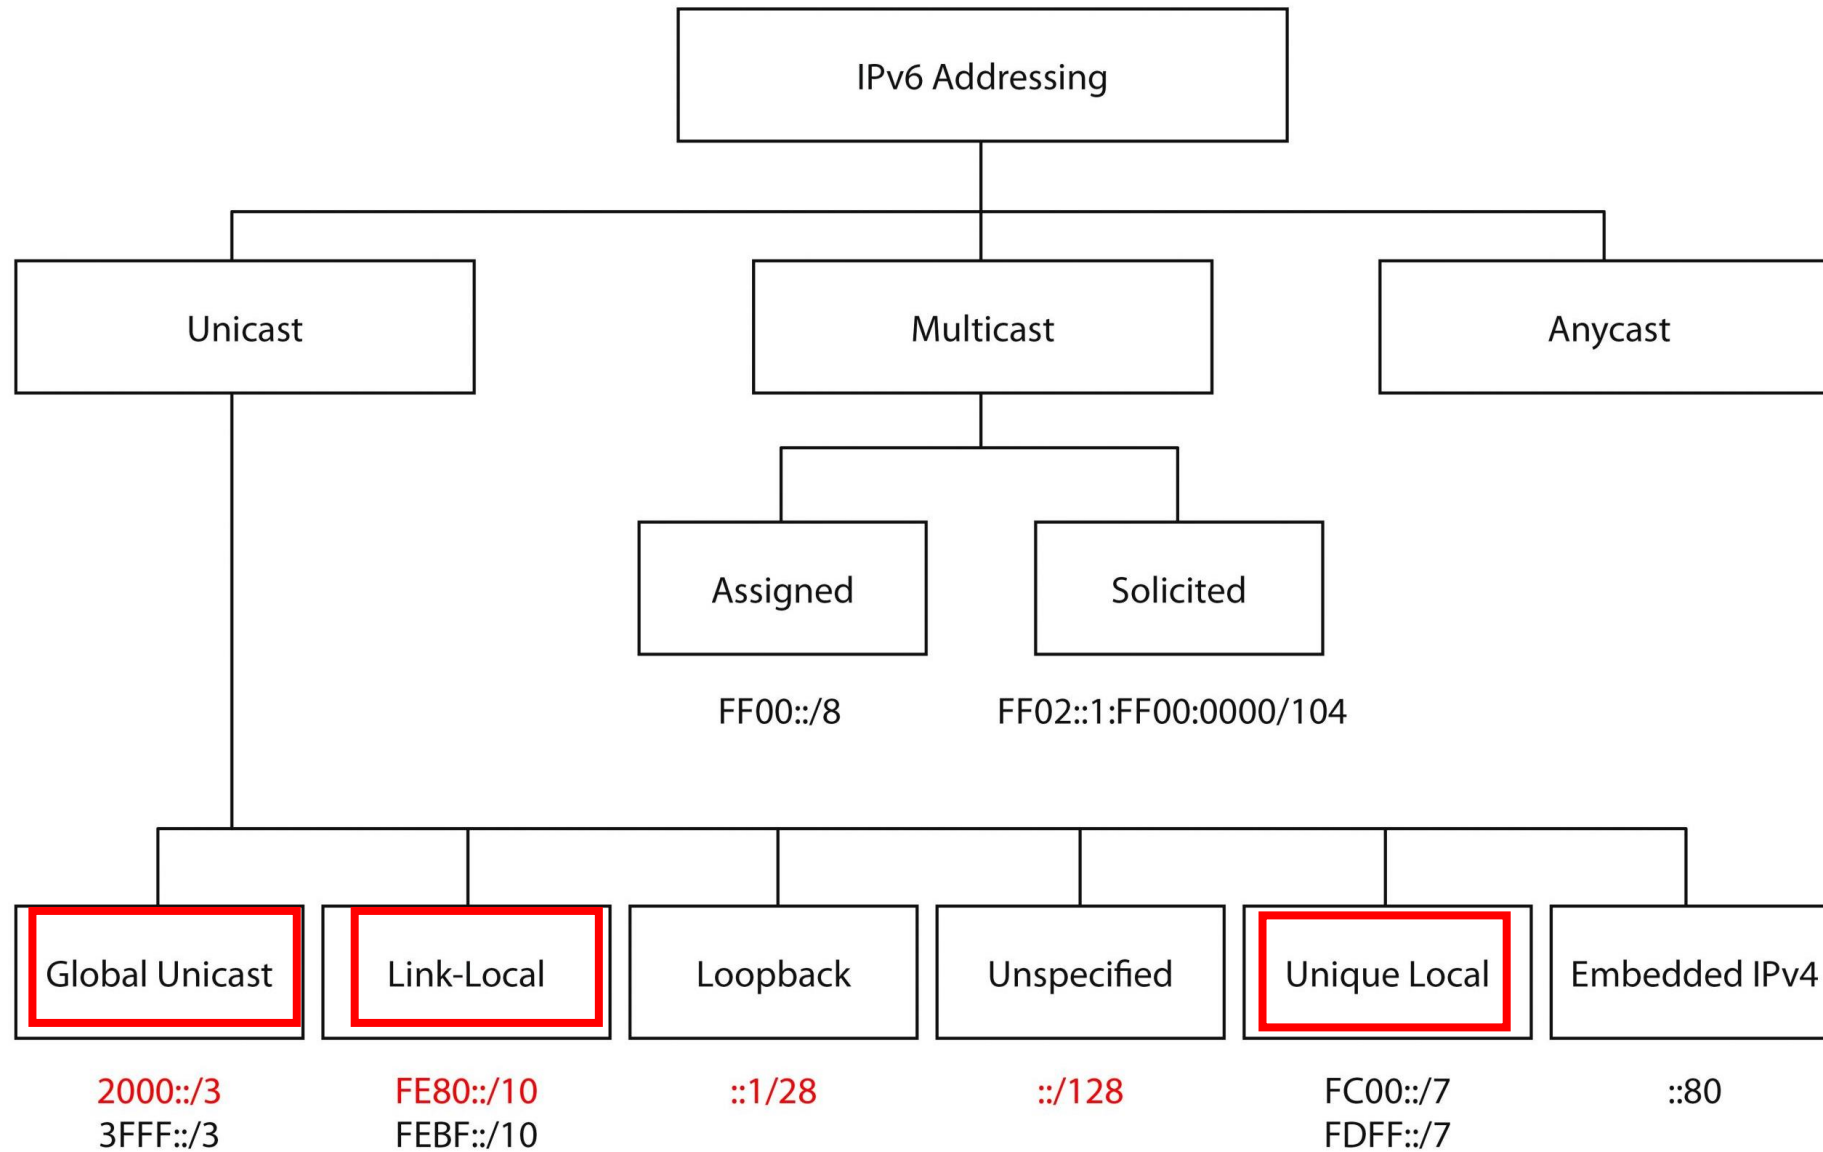 IPv6 Addressing
Unicast
Multicast
Anycast
Assigned
Solicited
FF00::/8
FF02::1:FF00:0000/104
Global Unicast
Link-Local
Loopback
Unspecified
Unique Local
Embedded IPv4
2000::/3
FE80::/10
::1/28
::/128
FC00::/7
::80
3FFF::/3
FEBF::/10
FDFF::/7